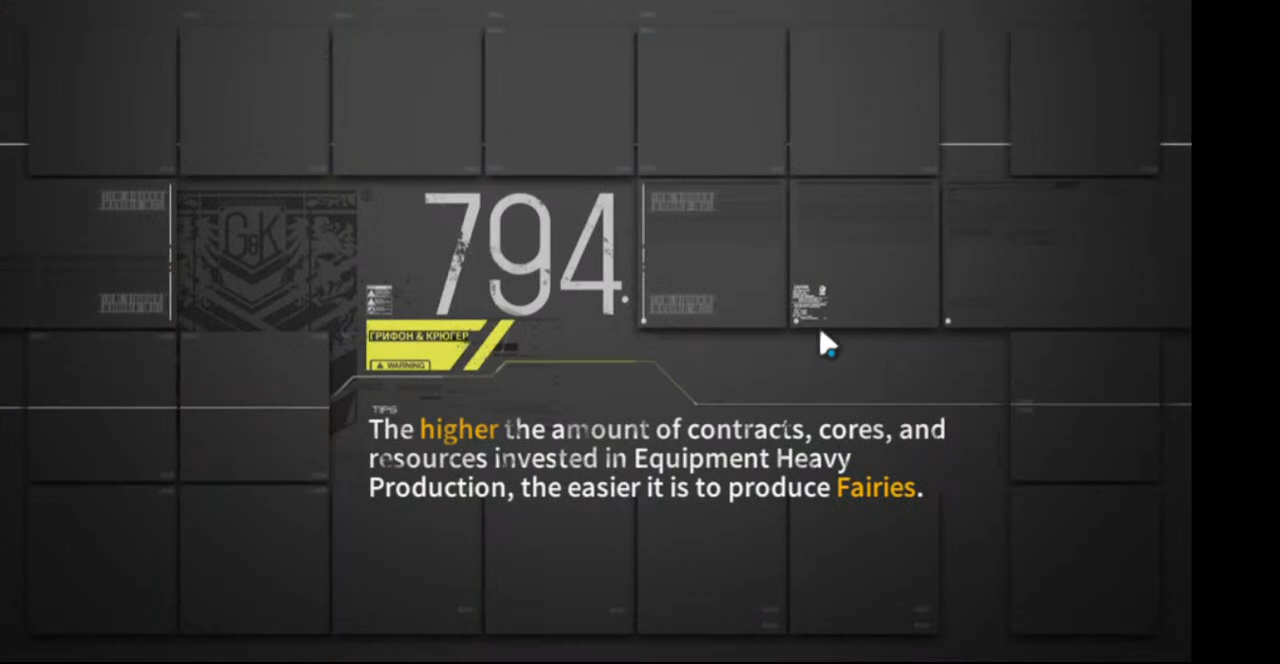 G&K
794.
ГРИФОН & КРЮГЕР
WARNING
TIPS
The higher the amount of contracts, cores, and
resources invested in Equipment Heavy
Production, the easier it is to produce Fairies.